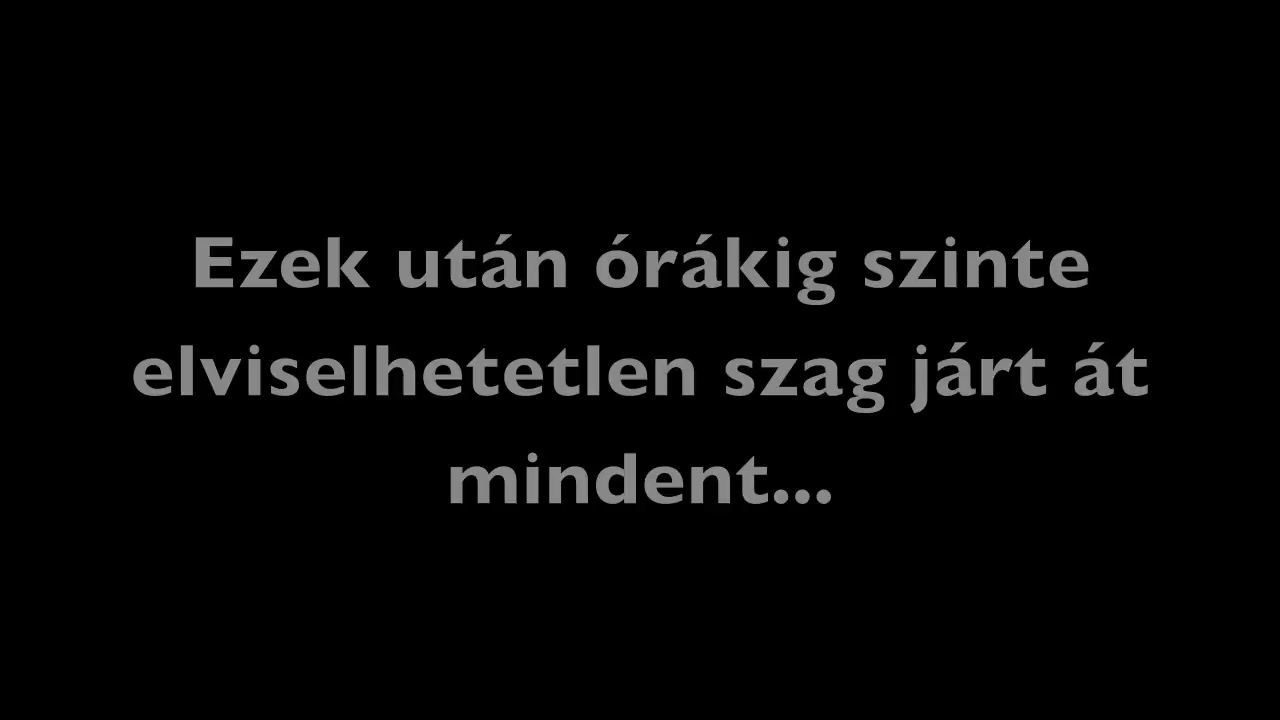 Ezek után órákig szinte
elviselhetetlen szag járt át
mindent...